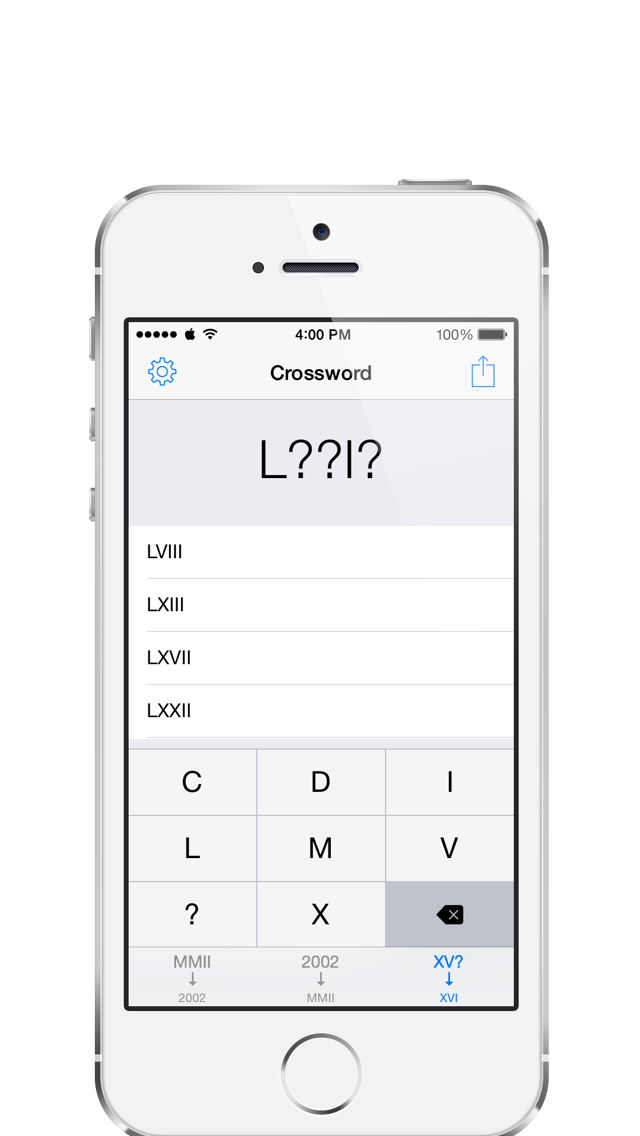 4:00 PM 100%
Crossword
L??I?
LVIII
LXIII
LXVII
LXXII
C D I
L M V
? X
MMII 2002 XV?
2002 MMII XVI